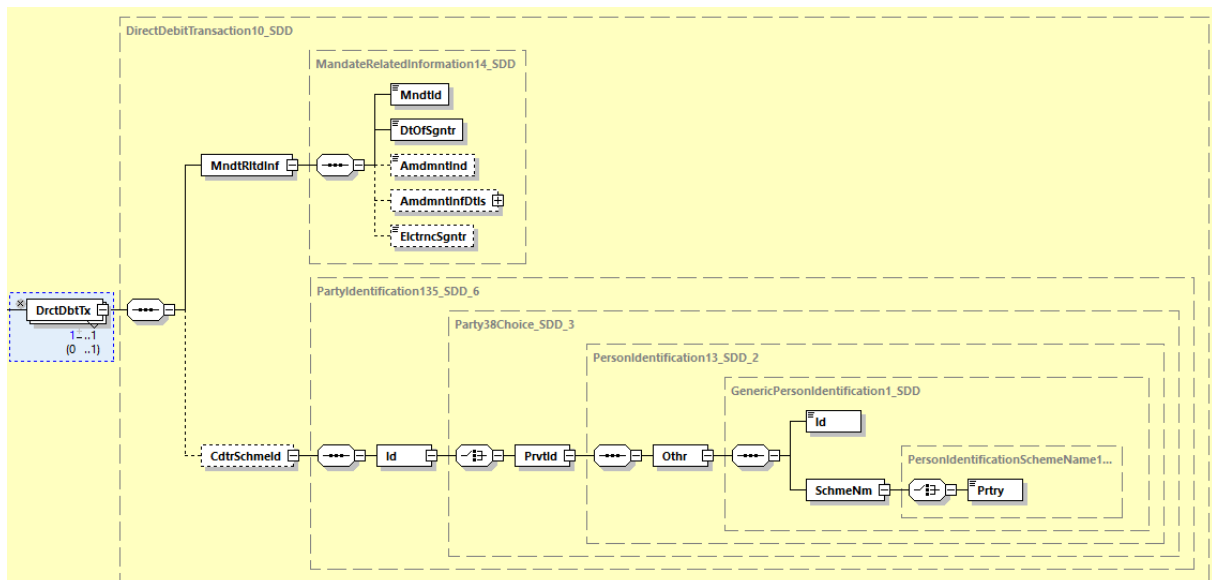 DirectDebitTransaction10_SDD
MandateRelatedInformation14_SDD
MndtId
DtOfSgntr
MndtRltdInf
AmdmntInd
AmdmntInfDtls
ElctrncSgntr
PartyIdentification135_SDD_6
DrctDbtTx
Party38Choice_SDD_3
1..1
(0 ..1)
PersonIdentification13_SDD_2
GenericPersonIdentification1_SDD
Id
CdtrSchmeId
Id
PrvtId
Othr
PersonIdentificationSchemeName1...
SchmeNm
Prtry